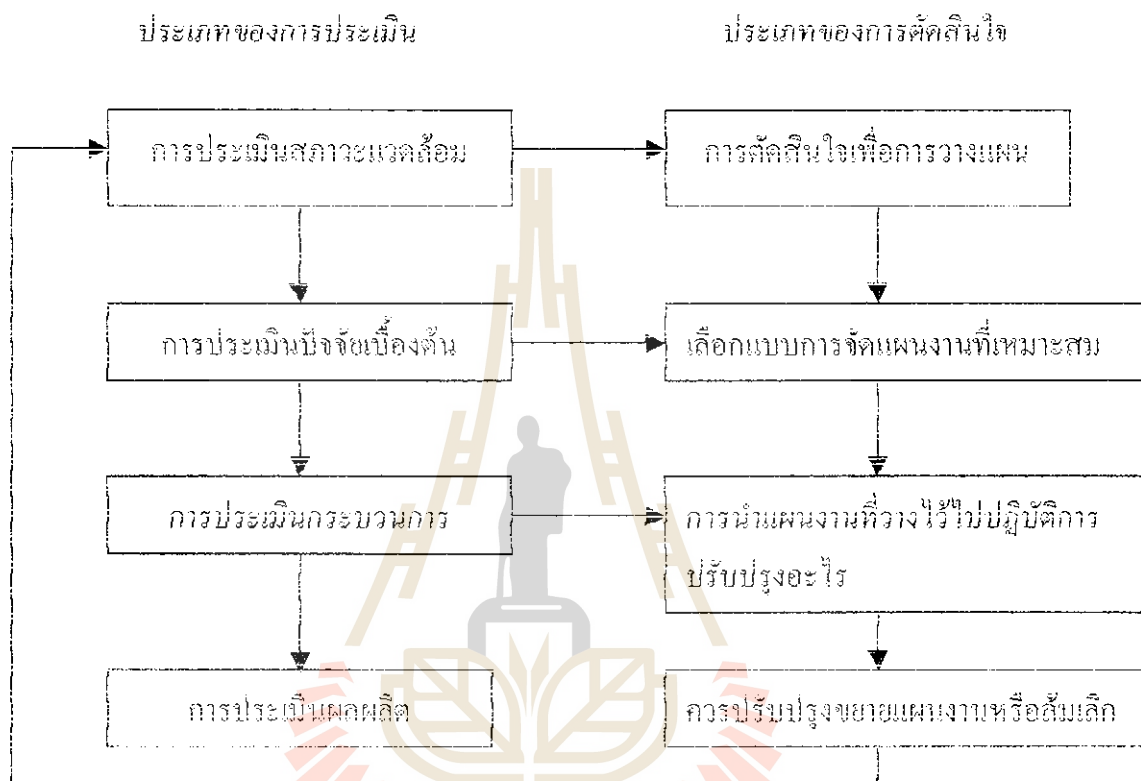 ประเภทของการประเมิน
ประเภทของการตัดสินใจ
การประเมินสภาวะแวดล้อม
การตัดสินใจเพื่อการวางแผน
การประเมินปัจจัยเบื้องต้น
เลือกแบบการจัดแผนงานที่เหมาะสม
การประเมินกระบวนการ
การนำแผนงานที่วางไว้ไปปฏิบัติการ
ปรับปรุงอะไร
การประเมินผลผลิต
ควรปรับปรุงขยายแผนงานหรือล้มเลิก